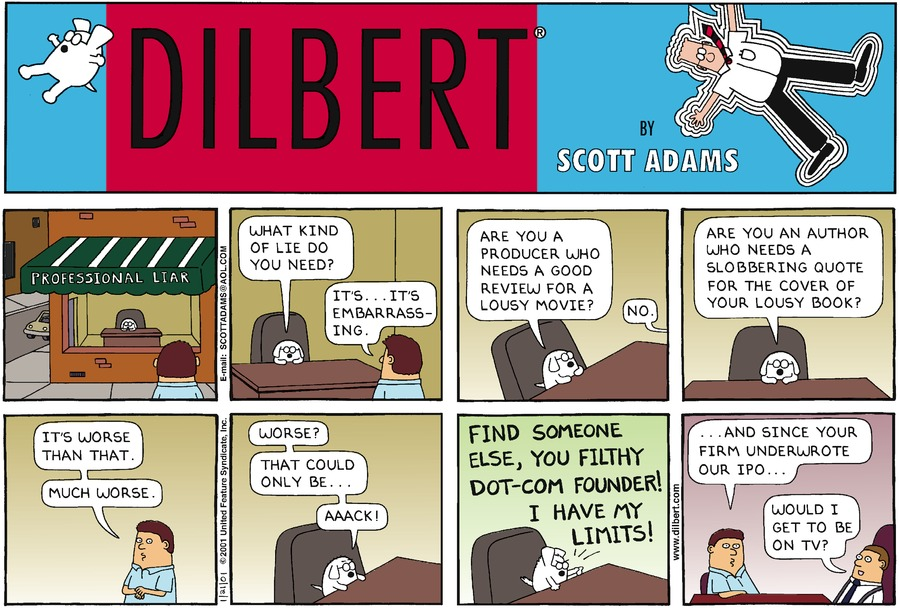 DILBERT®
BY
SCOTT ADAMS
PROFESSIONAL LIAR
E-mail: SCOTTADAMS@AOL.COM
WHAT KIND
OF LIE DO
YOU NEED?
IT'S...IT'S
EMBARRASS-
ING.
ARE YOU A
PRODUCER WHO
NEEDS A GOOD
REVIEW FOR A
LOUSY MOVIE?
NO.
ARE YOU AN AUTHOR
WHO NEEDS A
SLOBBERING QUOTE
FOR THE COVER OF
YOUR LOUSY BOOK?
IT'S WORSE
THAN THAT.
MUCH WORSE.
1/21/01 ©2001 United Feature Syndicate, Inc.
WORSE?
THAT COULD
ONLY BE...
AAACK!
FIND SOMEONE
ELSE, YOU FILTHY
DOT-COM FOUNDER!
I HAVE MY
LIMITS!
www.dilbert.com
...AND SINCE YOUR
FIRM UNDERWROTE
OUR IPO...
WOULD I
GET TO BE
ON TV?